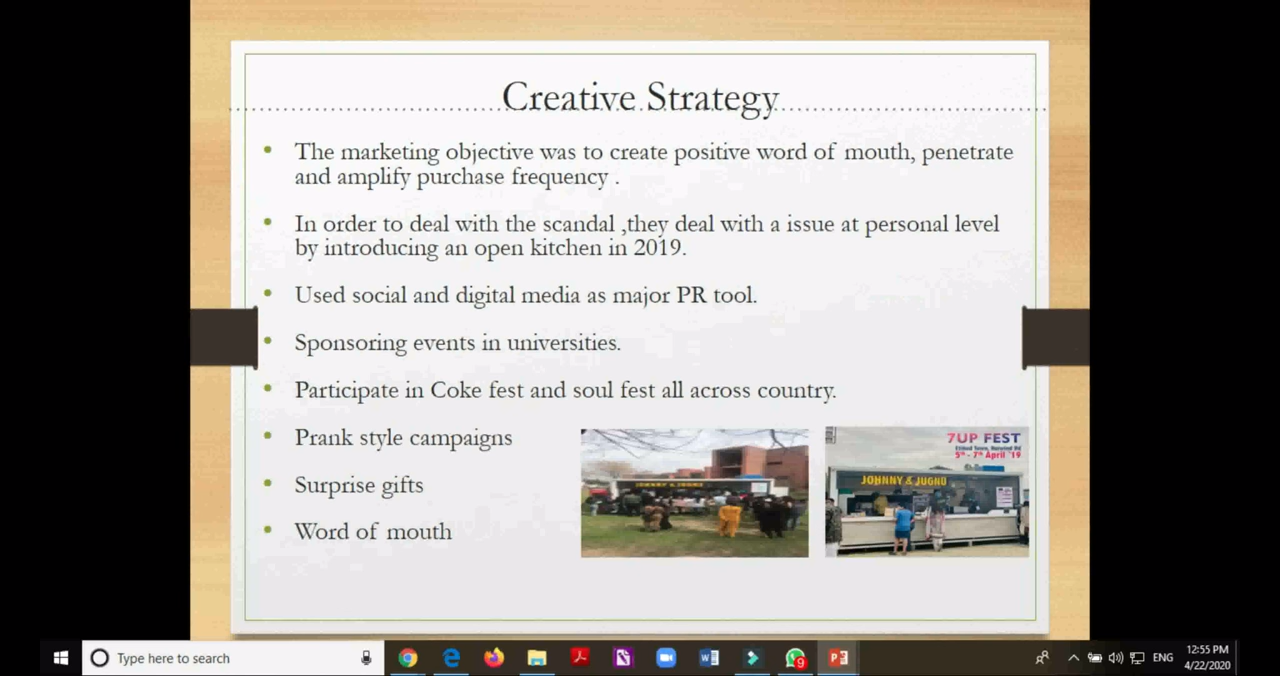 Creative Strategy
The marketing objective was to create positive word of mouth, penetrate
and amplify purchase frequency .
In order to deal with the scandal ,they deal with a issue at personal level
by introducing an open kitchen in 2019.
Used social and digital media as major PR tool.
Sponsoring events in universities.
Participate in Coke fest and soul fest all across country.
Prank style campaigns
Surprise gifts
Word of mouth
JOHNNY & JUGNU
7UP FEST
5th - 7th April '19
JOHNNY & JUGNU
Type here to search
9
ENG
12:55 PM
4/22/2020